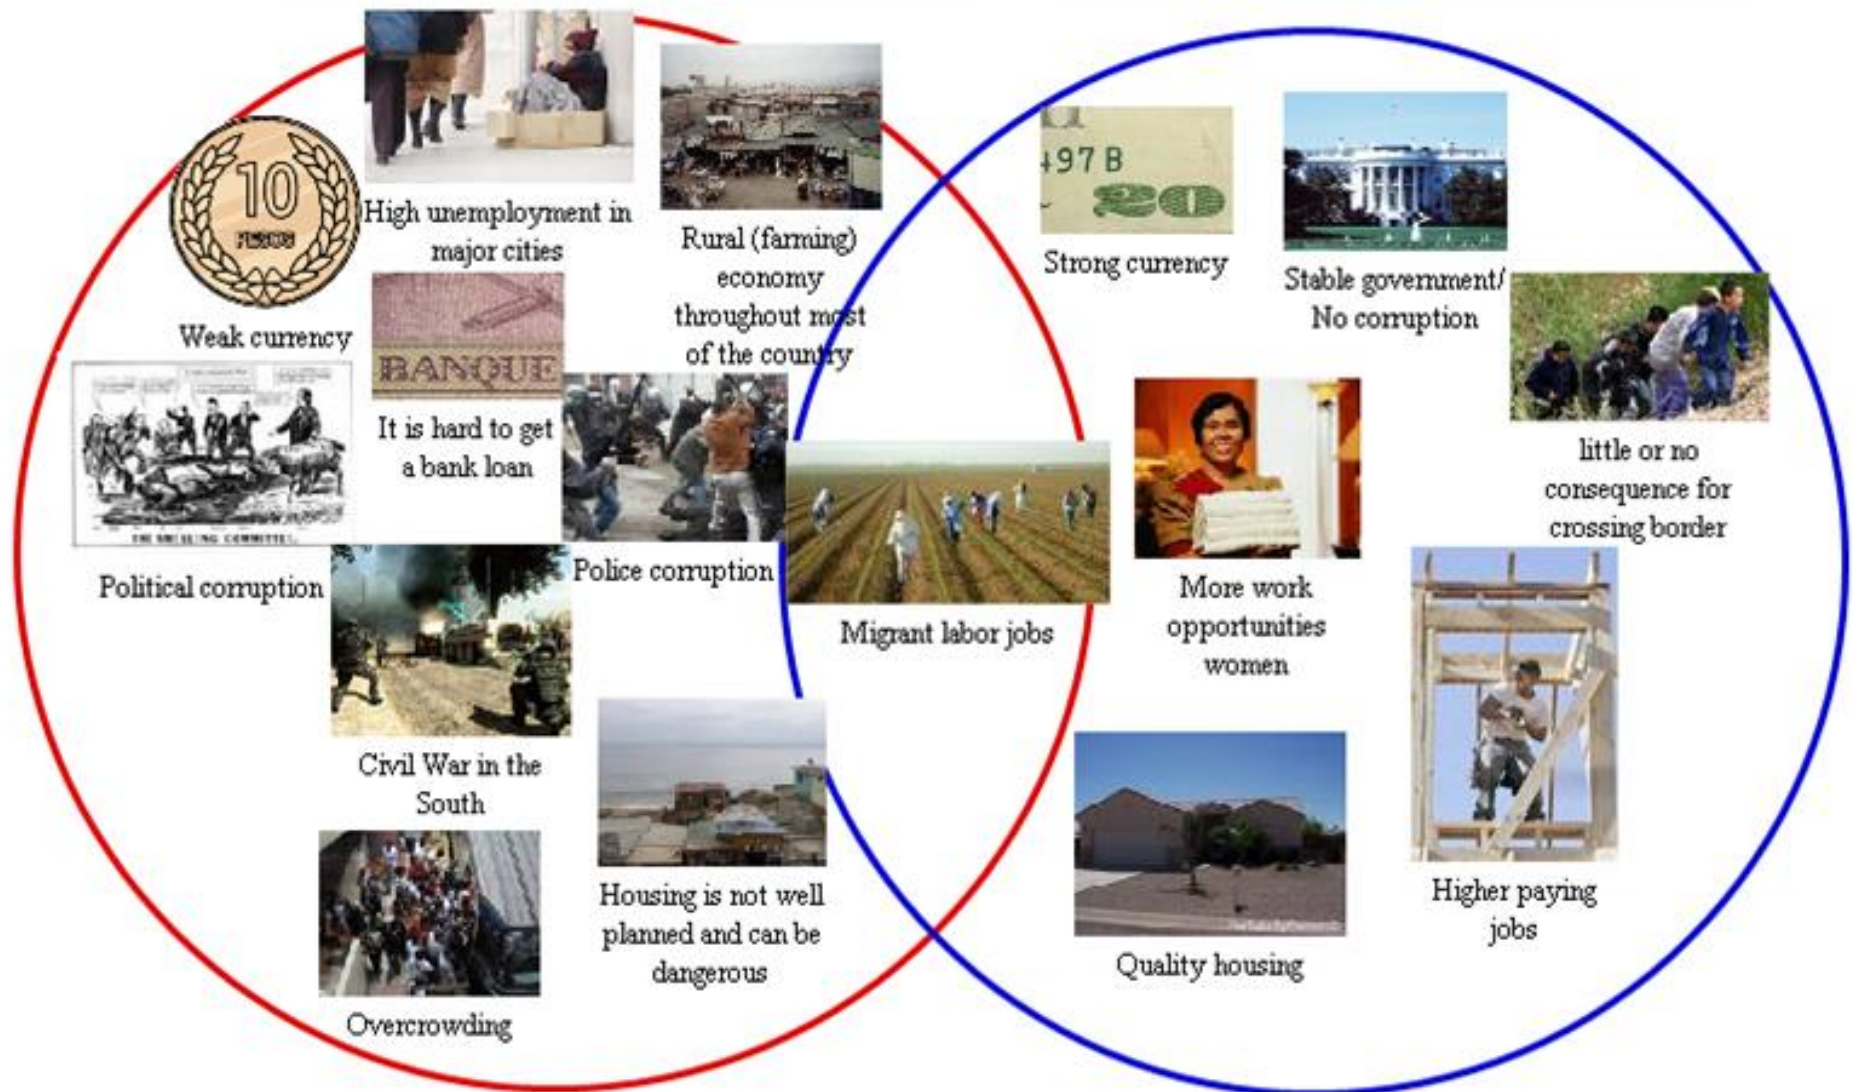 10
PESOS
Weak currency
High unemployment in
major cities
Rural (farming)
economy
throughout most
of the country
BANQUE
It is hard to get
a bank loan
Political corruption
Police corruption
Civil War in the
South
Overcrowding
Housing is not well
planned and can be
dangerous
Migrant labor jobs
497 B
20
Strong currency
Stable government/
No corruption
little or no
consequence for
crossing border
More work
opportunities
women
Quality housing
Higher paying
jobs